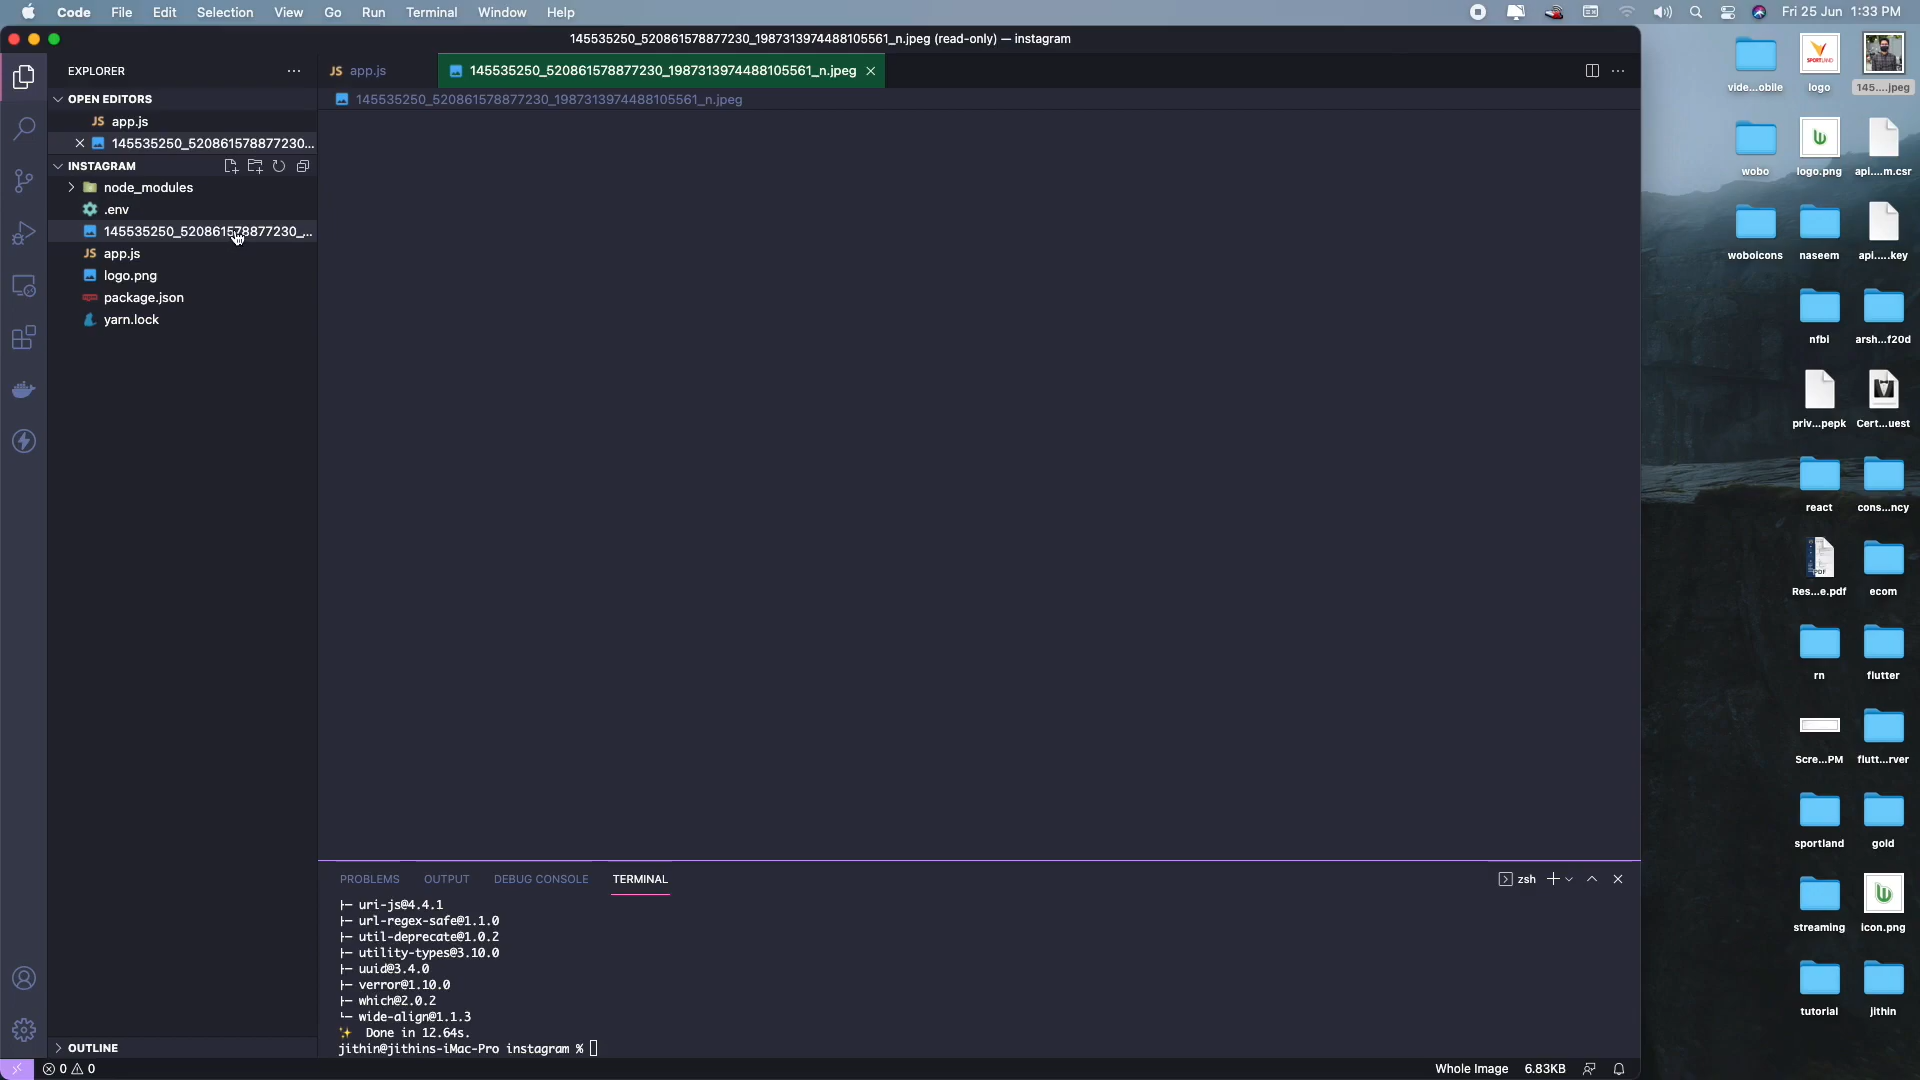 Code File Edit Selection View Go Run Terminal Window Help Fri 25 Jun 1:33 PM
145535250_520861578877230_1987313974488105561_n.jpeg (read-only) — instagram
EXPLORER
JS app.js
145535250_520861578877230_1987313974488105561_n.jpeg
145535250_520861578877230_1987313974488105561_n.jpeg
OPEN EDITORS
JS app.js
145535250_520861578877230...
INSTAGRAM
node_modules
.env
145535250_520861578877230_...
JS app.js
logo.png
package.json
yarn.lock
OUTLINE
PROBLEMS OUTPUT DEBUG CONSOLE TERMINAL
zsh
├─ uri-js@4.4.1
├─ url-regex-safe@1.1.0
├─ util-deprecate@1.0.2
├─ utility-types@3.10.0
├─ uuid@3.4.0
├─ verror@1.10.0
├─ which@2.0.2
└─ wide-align@1.1.3
✨ Done in 12.64s.
jithin@jithins-iMac-Pro instagram %
0 0
Whole Image 6.83KB
SPORTLAND
vide...obile logo 145....jpeg
wobo logo.png api....m.csr
woboicons naseem api.....key
nfbi arsh...f20d
priv...pepk Cert...uest
react cons...ncy
PDF
Res...e.pdf ecom
rn flutter
Scre...PM flutt...rver
sportland gold
streaming icon.png
tutorial jithin